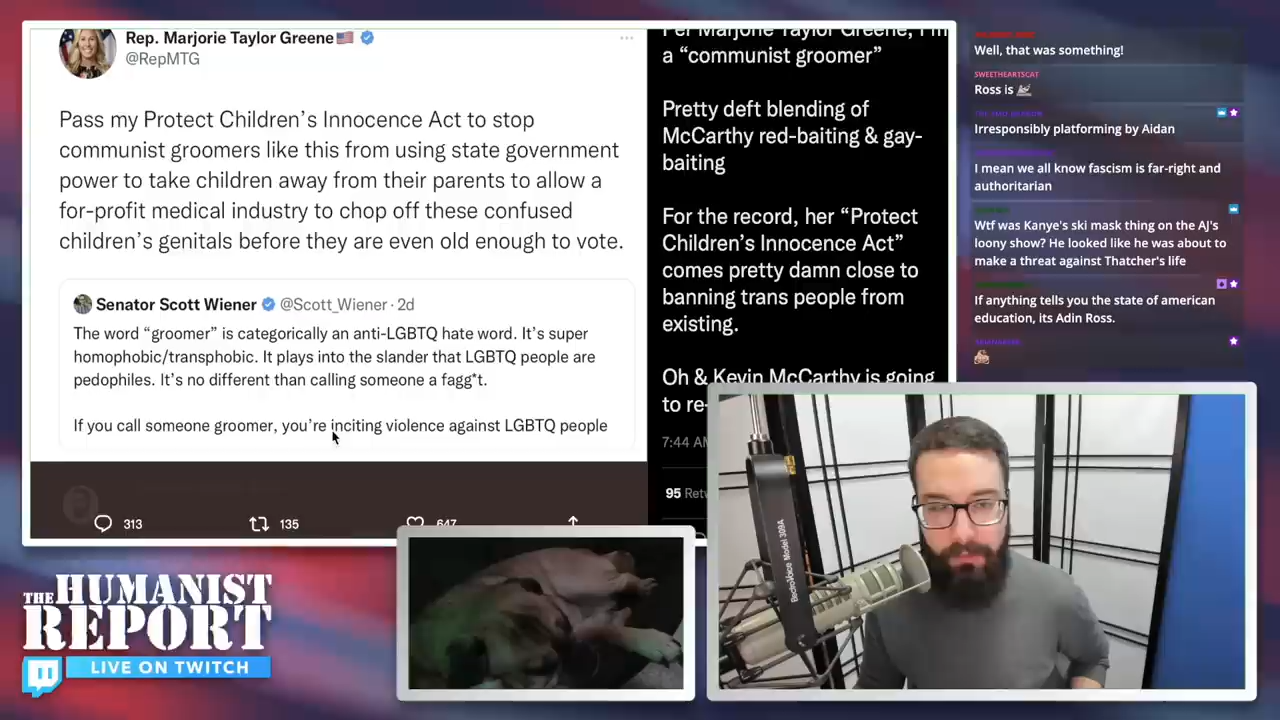 Rep. Marjorie Taylor Greene
@RepMTG
Pass my Protect Children’s Innocence Act to stop
communist groomers like this from using state government
power to take children away from their parents to allow a
for-profit medical industry to chop off these confused
children’s genitals before they are even old enough to vote.
Senator Scott Wiener @Scott_Wiener · 2d
The word “groomer” is categorically an anti-LGBTQ hate word. It’s super
homophobic/transphobic. It plays into the slander that LGBTQ people are
pedophiles. It’s no different than calling someone a fagg*t.
If you call someone groomer, you’re inciting violence against LGBTQ people
313 135 647
Per Marjorie Taylor Greene, I’m
a “communist groomer”
Pretty deft blending of
McCarthy red-baiting & gay-
baiting
For the record, her “Protect
Children’s Innocence Act”
comes pretty damn close to
banning trans people from
existing.
Oh & Kevin McCarthy is going
to re-
7:44 AM
95
Well, that was something!
SWEETHEARTSCAT
Ross is
Irresponsibly platforming by Aidan
I mean we all know fascism is far-right and
authoritarian
Wtf was Kanye's ski mask thing on the AJ's
loony show? He looked like he was about to
make a threat against Thatcher's life
If anything tells you the state of american
education, its Adin Ross.
ElectroVoice Model 309A
THE HUMANIST
REPORT
LIVE ON TWITCH